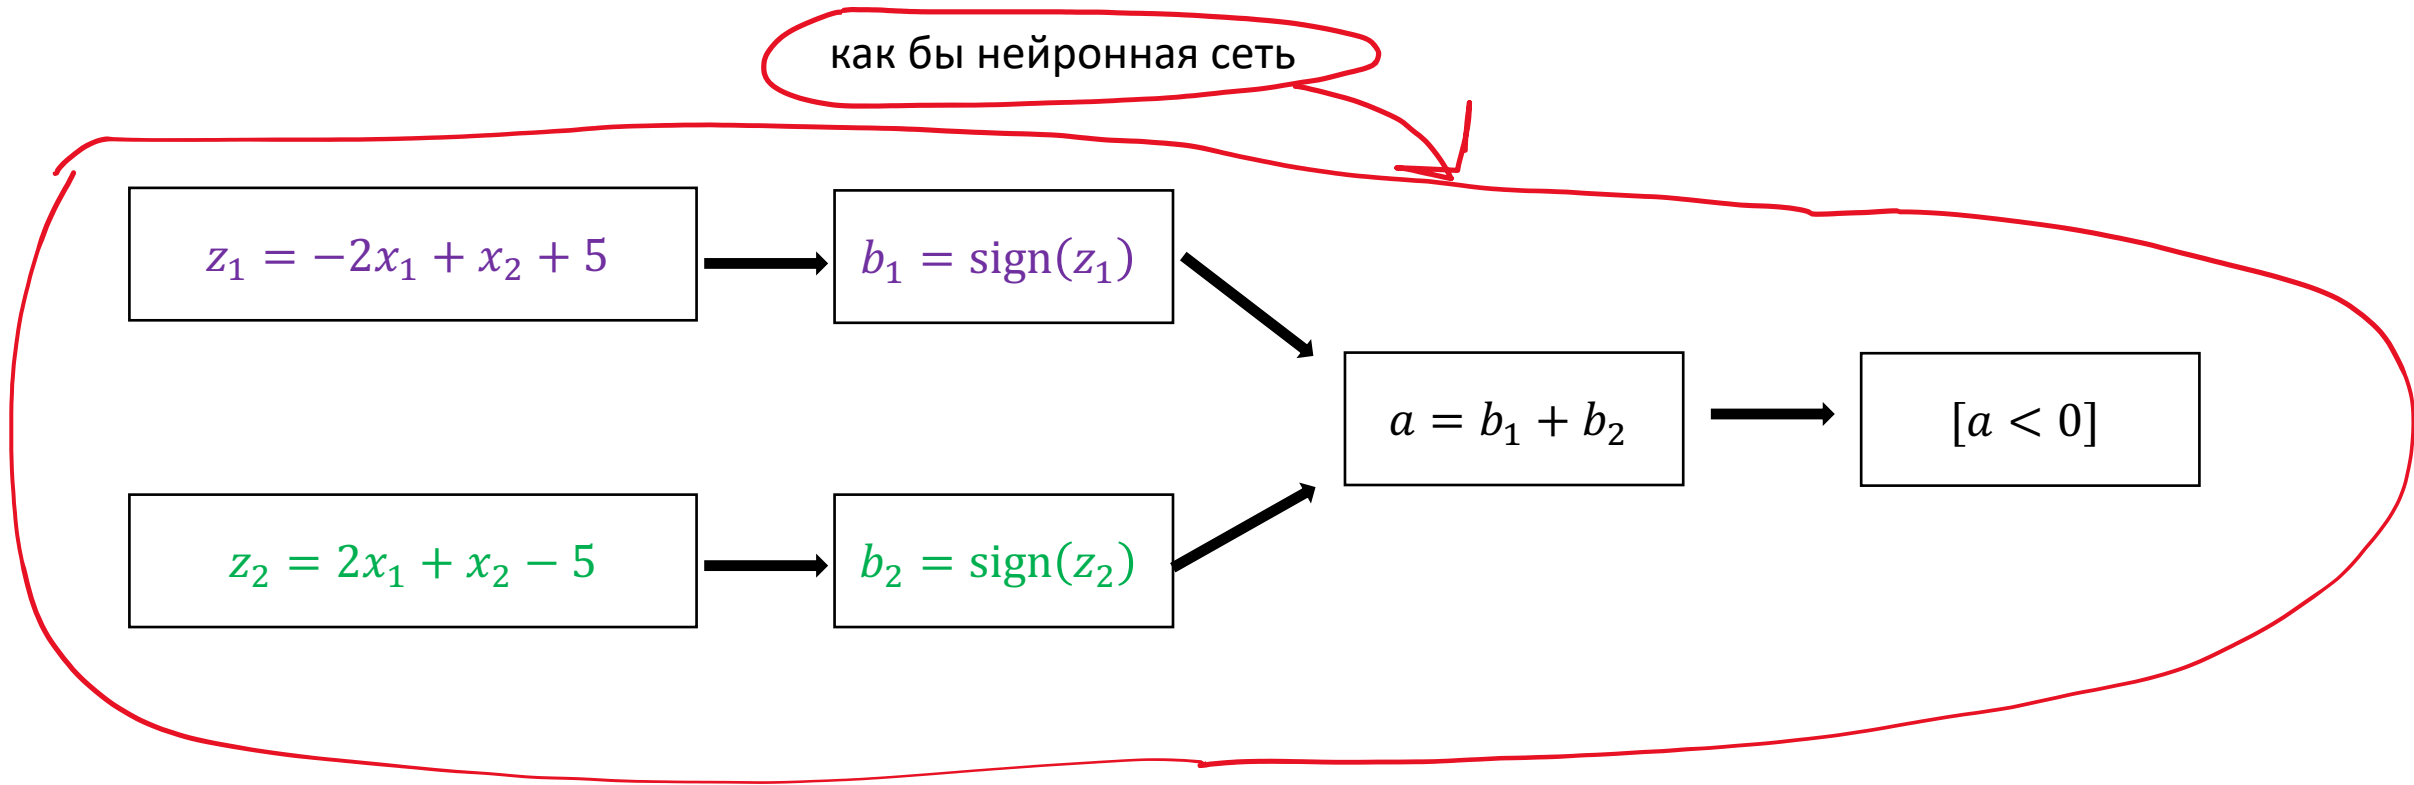 как бы нейронная сеть
z₁ = −2x₁ + x₂ + 5
b₁ = sign(z₁)
a = b₁ + b₂
[a < 0]
z₂ = 2x₁ + x₂ − 5
b₂ = sign(z₂)